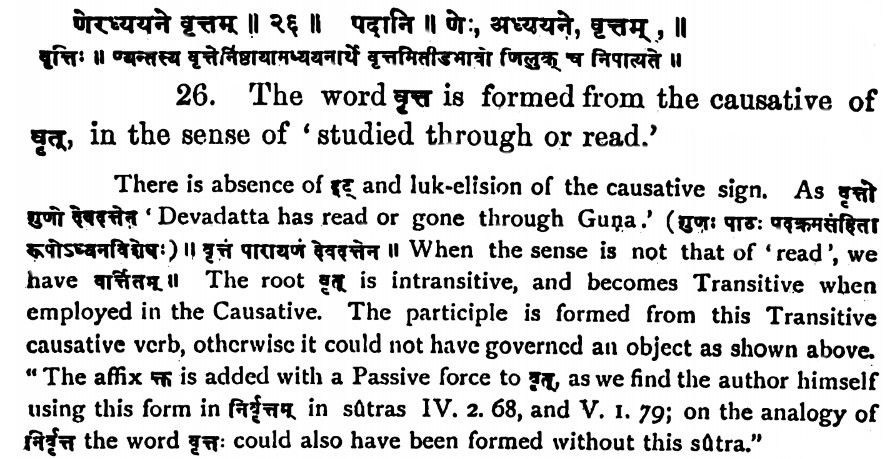 णेरध्ययने वृत्तम् ॥ २६ ॥ पदानि ॥ णेः, अध्ययने, वृत्तम्, ॥
वृत्तिः ॥ ण्यन्तस्य वृत्तेर्निष्ठायामध्ययनार्थे वृत्तमितीडभावो णिलुक् च निपात्यते ॥
26. The word वृत्त is formed from the causative of
वृत्, in the sense of ‘studied through or read.’
There is absence of इट् and luk-elision of the causative sign. As वृत्तो
गुणो देवदत्तेन ‘Devadatta has read or gone through Guṇa.’ (गुणः पाठः पदक्रमसंहिता
रूपोऽध्यनविशेषः)॥ वृत्तं पारायणं देवदत्तेन ॥ When the sense is not that of ‘read’, we
have वार्त्तितम् ॥ The root वृत् is intransitive, and becomes Transitive when
employed in the Causative. The participle is formed from this Transitive
causative verb, otherwise it could not have governed an object as shown above.
“The affix क्त is added with a Passive force to वृत्, as we find the author himself
using this form in निर्वृत्तम् in sûtras IV. 2. 68, and V. 1. 79; on the analogy of
निर्वृत्त the word वृत्तः could also have been formed without this sûtra.”